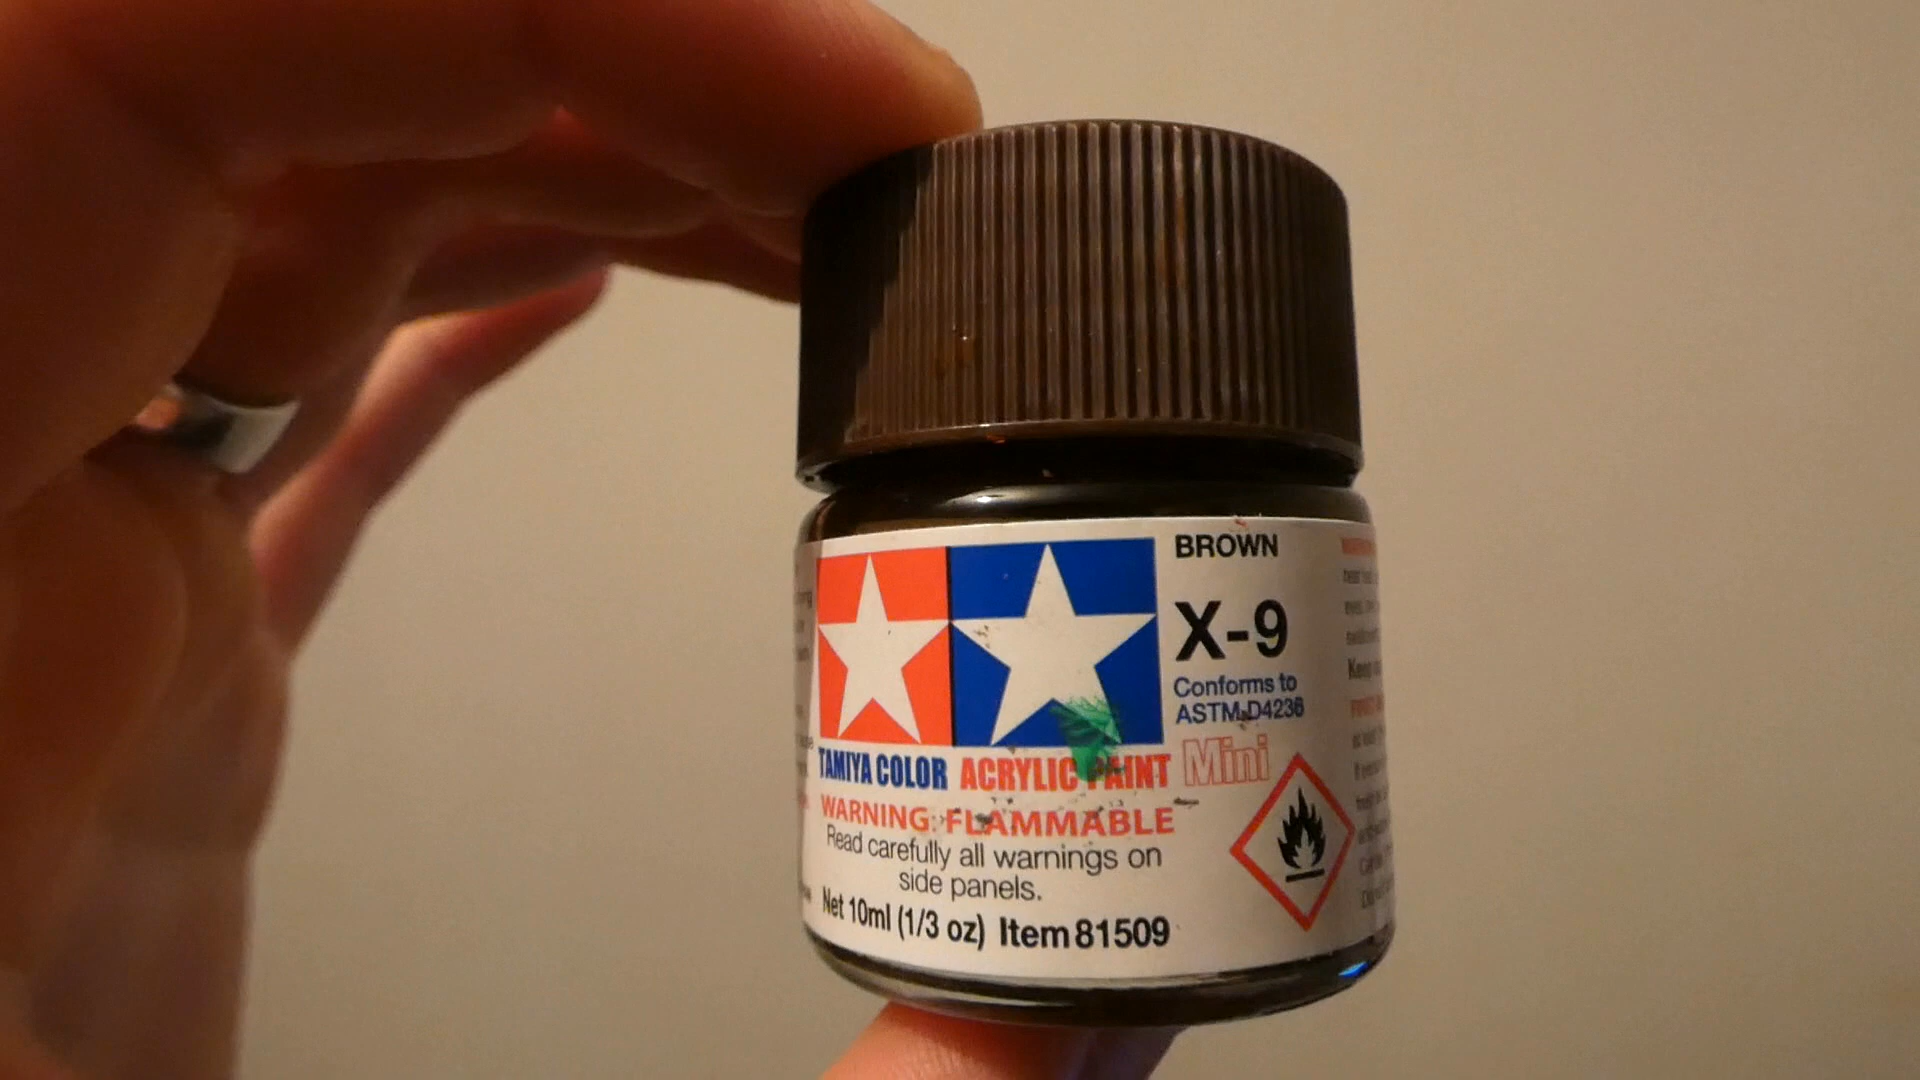 BROWN
X-9
Conforms to
ASTM-D4236
TAMIYA COLOR ACRYLIC PAINT Mini
WARNING: FLAMMABLE
Read carefully all warnings on
side panels.
Net 10ml (1/3 oz) Item 81509
Keep